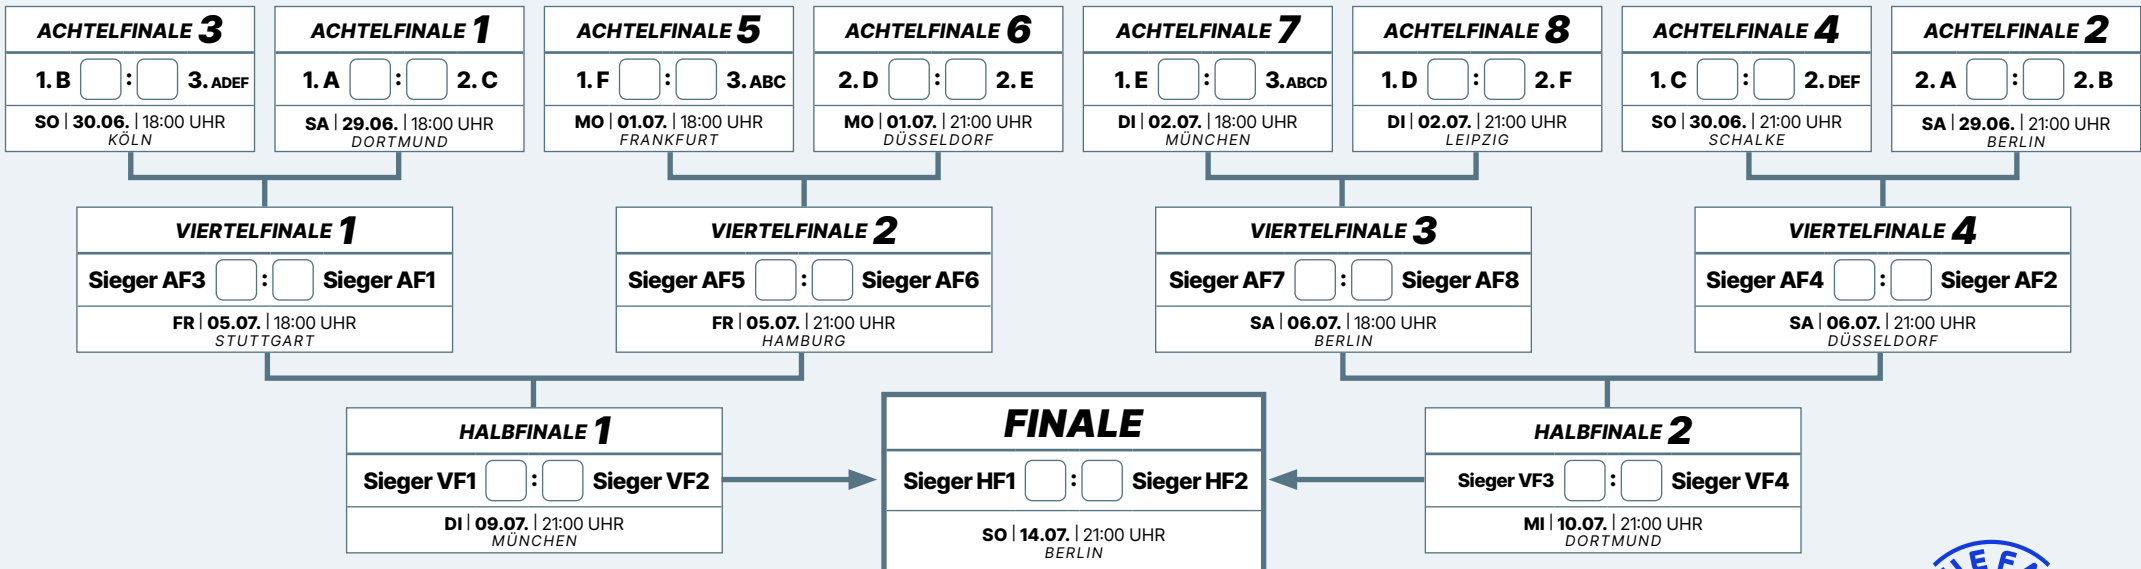 ACHTELFINALE 3
1. B : 3. ADEF
SO | 30.06. | 18:00 UHR
KÖLN
ACHTELFINALE 1
1. A : 2. C
SA | 29.06. | 18:00 UHR
DORTMUND
ACHTELFINALE 5
1. F : 3. ABC
MO | 01.07. | 18:00 UHR
FRANKFURT
ACHTELFINALE 6
2. D : 2. E
MO | 01.07. | 21:00 UHR
DÜSSELDORF
ACHTELFINALE 7
1. E : 3. ABCD
DI | 02.07. | 18:00 UHR
MÜNCHEN
ACHTELFINALE 8
1. D : 2. F
DI | 02.07. | 21:00 UHR
LEIPZIG
ACHTELFINALE 4
1. C : 2. DEF
SO | 30.06. | 21:00 UHR
SCHALKE
ACHTELFINALE 2
2. A : 2. B
SA | 29.06. | 21:00 UHR
BERLIN
VIERTELFINALE 1
Sieger AF3 : Sieger AF1
FR | 05.07. | 18:00 UHR
STUTTGART
VIERTELFINALE 2
Sieger AF5 : Sieger AF6
FR | 05.07. | 21:00 UHR
HAMBURG
VIERTELFINALE 3
Sieger AF7 : Sieger AF8
SA | 06.07. | 18:00 UHR
BERLIN
VIERTELFINALE 4
Sieger AF4 : Sieger AF2
SA | 06.07. | 21:00 UHR
DÜSSELDORF
HALBFINALE 1
Sieger VF1 : Sieger VF2
DI | 09.07. | 21:00 UHR
MÜNCHEN
FINALE
Sieger HF1 : Sieger HF2
SO | 14.07. | 21:00 UHR
BERLIN
HALBFINALE 2
Sieger VF3 : Sieger VF4
MI | 10.07. | 21:00 UHR
DORTMUND